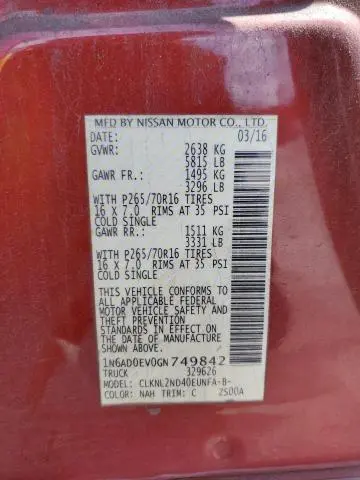 MFD BY NISSAN MOTOR CO., LTD.
DATE: 03/16
GVWR: 2638 KG
5815 LB
GAWR FR.: 1495 KG
3296 LB
WITH P265/70R16 TIRES
16 X 7.0 RIMS AT 35 PSI
COLD SINGLE
GAWR RR.: 1511 KG
3331 LB
WITH P265/70R16 TIRES
16 X 7.0 RIMS AT 35 PSI
COLD SINGLE
THIS VEHICLE CONFORMS TO
ALL APPLICABLE FEDERAL
MOTOR VEHICLE SAFETY AND
THEFT PREVENTION
STANDARDS IN EFFECT ON
THE DATE OF MANUFACTURE
SHOWN ABOVE.
1N6AD0EV0GN749842
TRUCK 329626
MODEL: CLKNL2ND40EUNFA-B-
COLOR: NAH TRIM: C 2500A